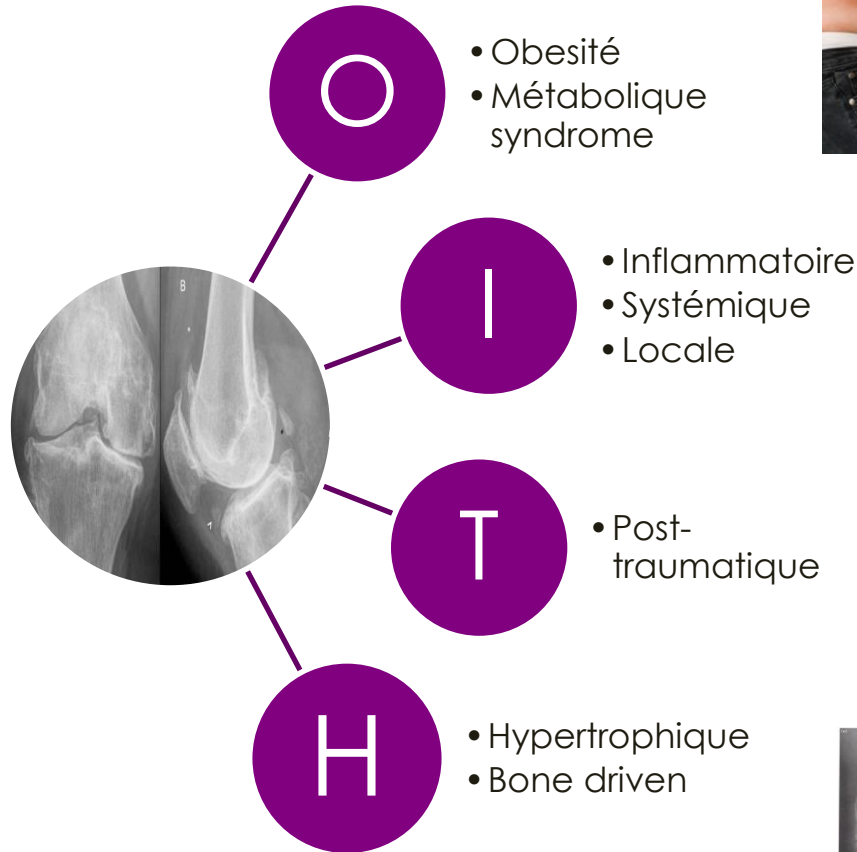 O
• Obesité
• Métabolique
syndrome
I
• Inflammatoire
• Systémique
• Locale
B
T
• Post-
traumatique
H
• Hypertrophique
• Bone driven